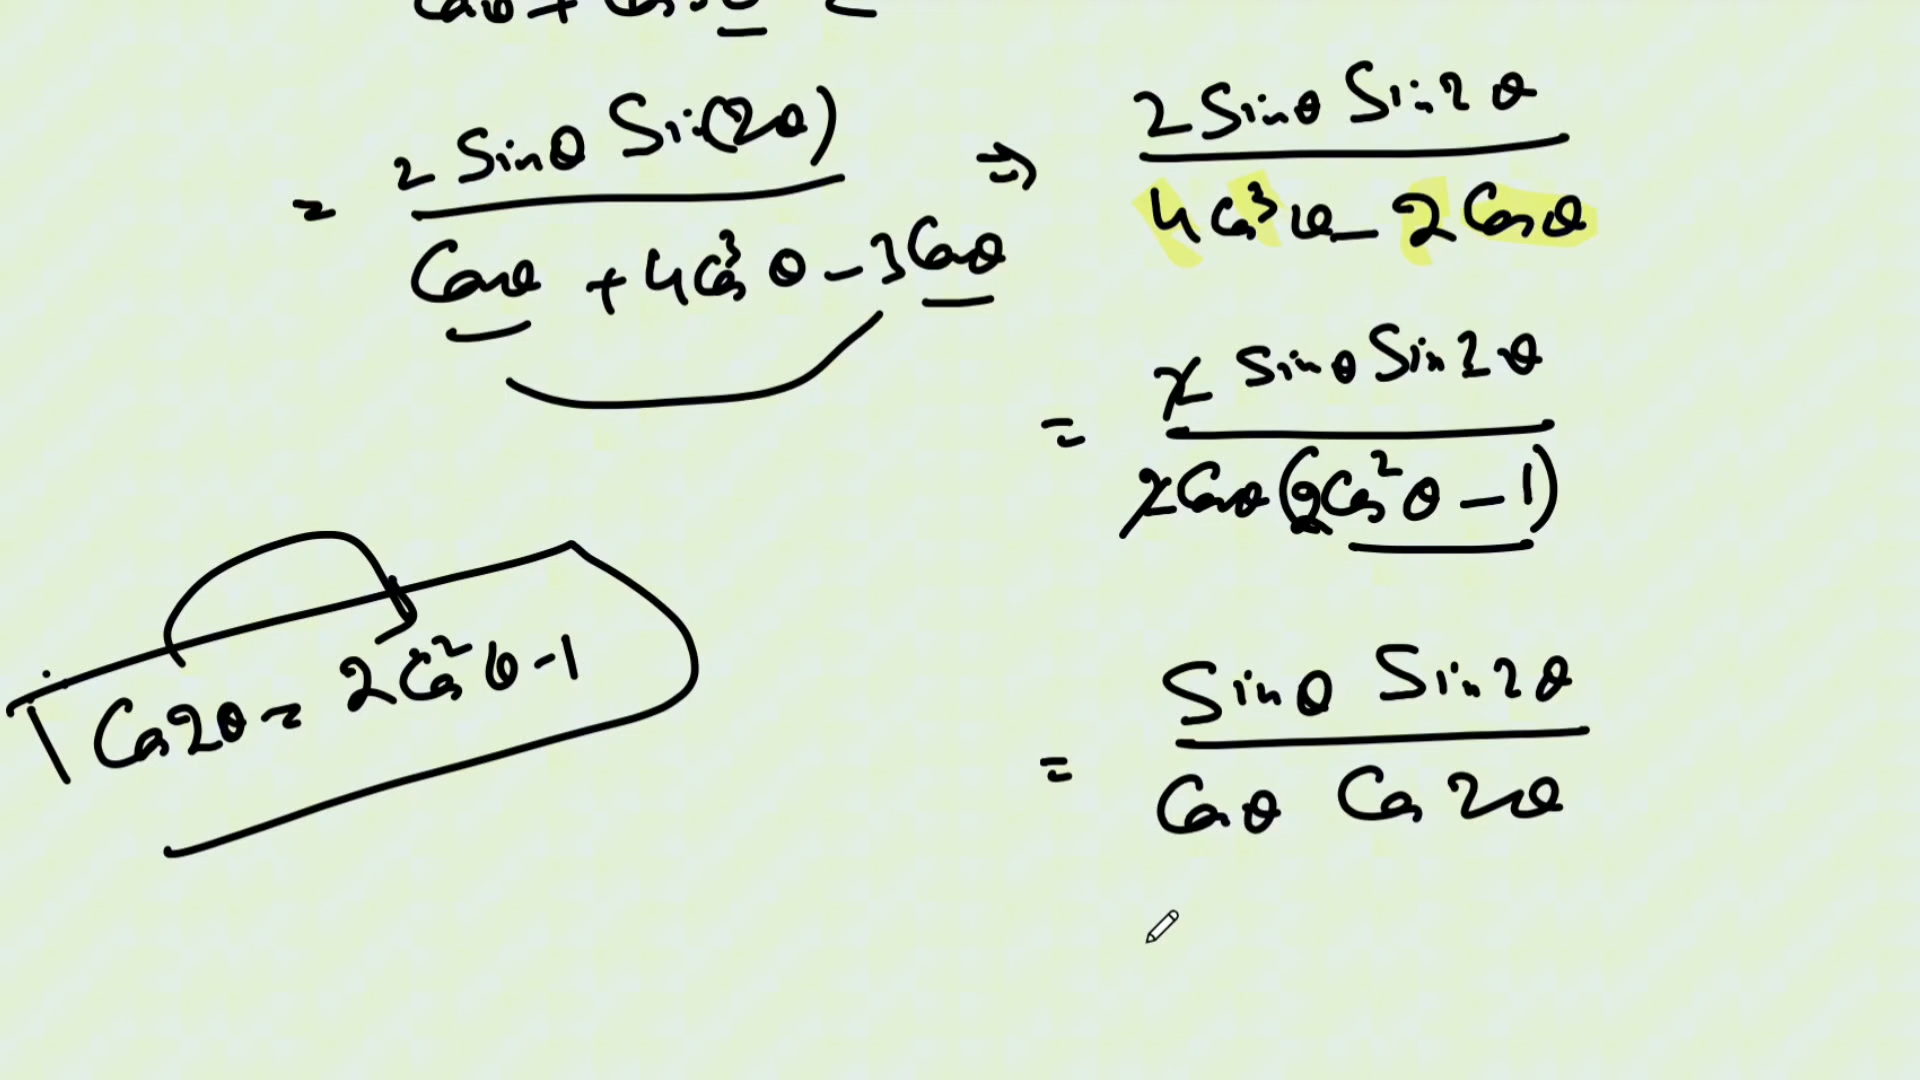 = 2 Sinθ Sin(2θ) / Cosθ + 4Cos³θ - 3Cosθ
⇒ 2 Sinθ Sin2θ / 4Cos³θ - 2Cosθ
= 2 Sinθ Sin2θ / 2Cosθ(2Cos²θ - 1)
Cos2θ = 2Cos²θ - 1
= Sinθ Sin2θ / Cosθ Cos2θ